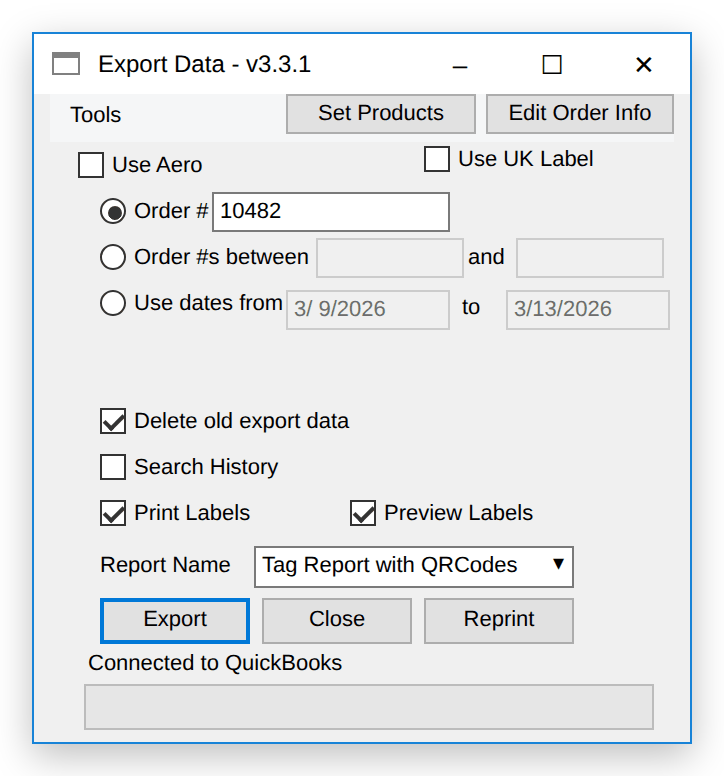 Export Data - v3.3.1
Tools Set Products Edit Order Info
Use Aero Use UK Label
Order # 10482
Order #s between and
Use dates from 3/ 9/2026 to 3/13/2026
Delete old export data
Search History
Print Labels Preview Labels
Report Name Tag Report with QRCodes
Export Close Reprint
Connected to QuickBooks